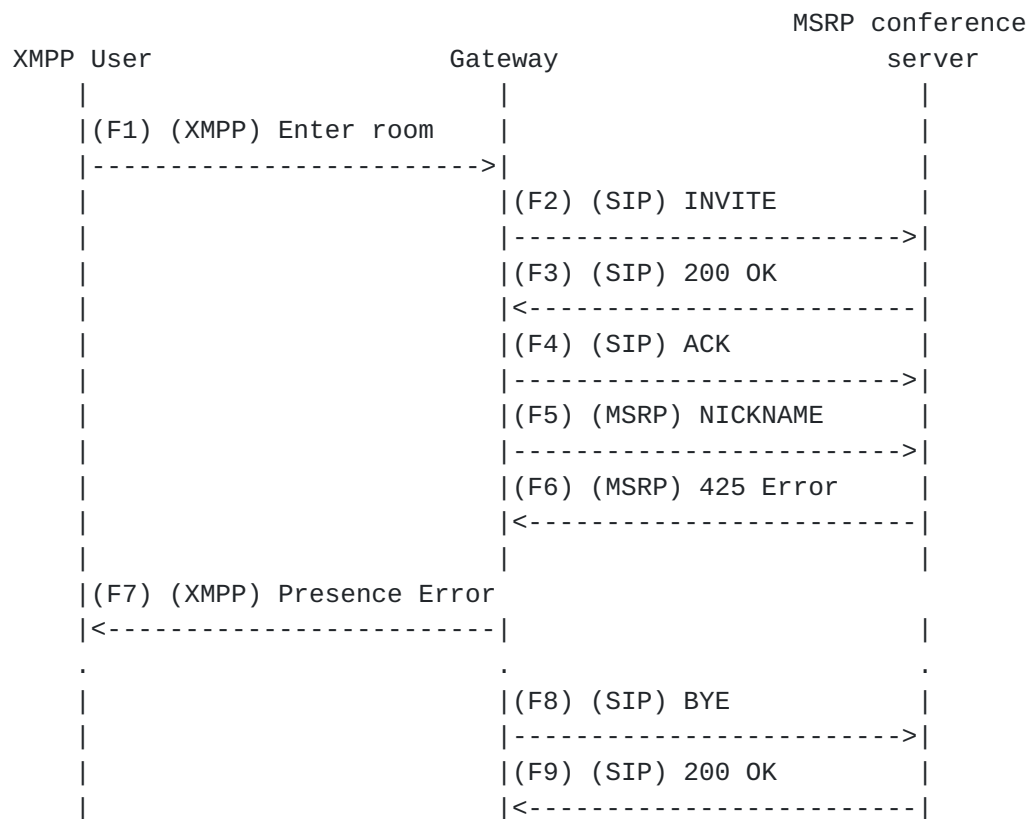 MSRP conference
XMPP User Gateway server
(F1) (XMPP) Enter room
(F2) (SIP) INVITE
(F3) (SIP) 200 OK
(F4) (SIP) ACK
(F5) (MSRP) NICKNAME
(F6) (MSRP) 425 Error
(F7) (XMPP) Presence Error
(F8) (SIP) BYE
(F9) (SIP) 200 OK